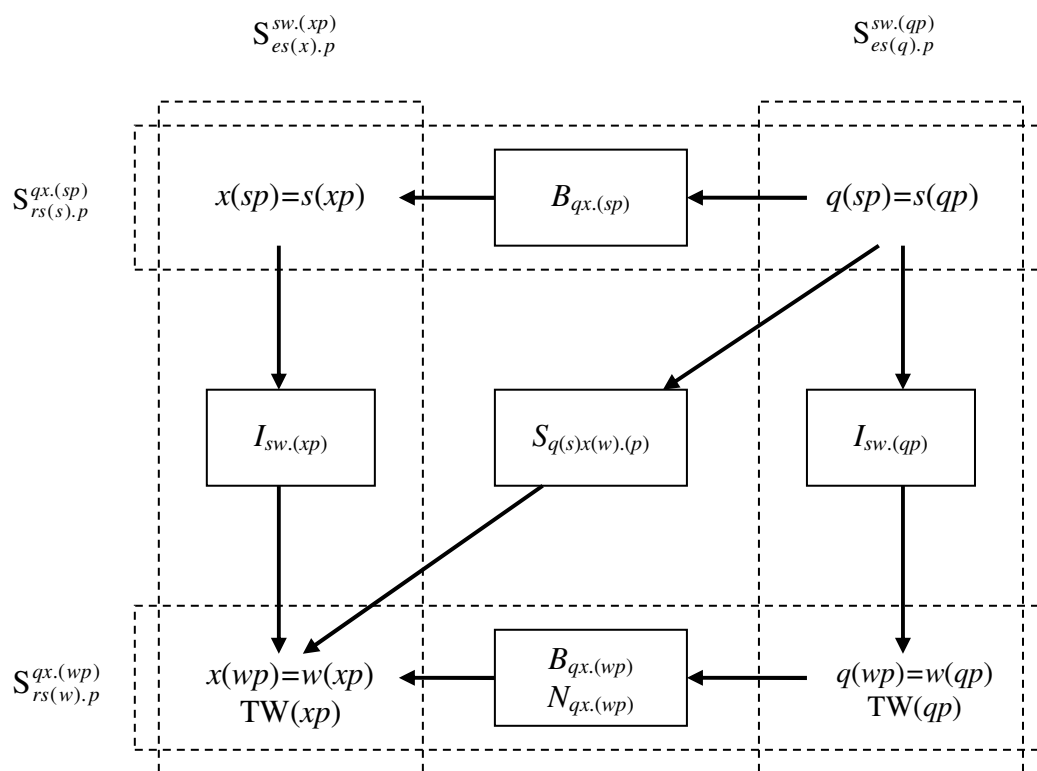 S^{sw.(xp)}_{es(x).p} S^{sw.(qp)}_{es(q).p}
S^{qx.(sp)}_{rs(s).p} x(sp)=s(xp) B_{qx.(sp)} q(sp)=s(qp)
I_{sw.(xp)} S_{q(s)x(w).(p)} I_{sw.(qp)}
S^{qx.(wp)}_{rs(w).p} x(wp)=w(xp) B_{qx.(wp)} q(wp)=w(qp)
TW(xp) N_{qx.(wp)} TW(qp)